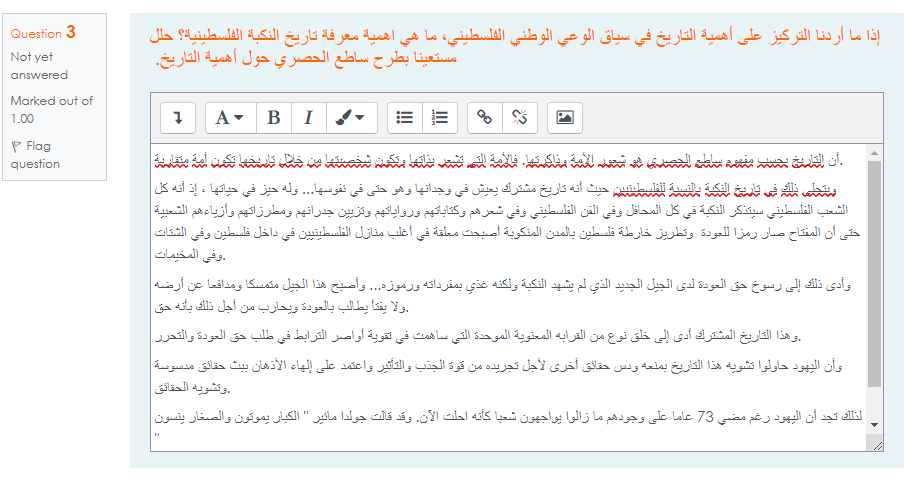 Question 3
Not yet
answered
Marked out of
1.00
Flag
question
إذا ما أردنا التركيز على أهمية التاريخ في سياق الوعي الوطني الفلسطيني، ما هي اهمية معرفة تاريخ النكبة الفلسطينية؟ حلل
مستعينا بطرح ساطع الحصري حول أهمية التاريخ.
أن التاريخ بحسب مفهوم ساطع الحصري هو شعور الأمة وذاكرتها. فالأمة التي تشعر بذاتها وتكون شخصيتها من خلال تاريخها تكون أمة متقاربة.
ويتجلى ذلك في تاريخ النكبة بالنسبة للفلسطينيين حيث أنه تاريخ مشترك يعيش في وجدانها وهو حتى في نفوسها... وله حيز في حياتها ، إذ أنه كل
الشعب الفلسطيني سيتذكر النكبة في كل المحافل وفي الفن الفلسطيني وفي شعرهم وكتاباتهم ورواياتهم وتزيين جدرانهم ومطرزاتهم وأزياءهم الشعبية
حتى أن المفتاح صار رمزا للعودة وتطريز خارطة فلسطين بالمدن المنكوبة أصبحت معلقة في أغلب منازل الفلسطينيين في داخل فلسطين وفي الشتات
وفي المخيمات.
وأدى ذلك إلى رسوخ حق العودة لدى الجيل الجديد الذي لم يشهد النكبة ولكنه غذي بمفرداته ورموزه... وأصبح هذا الجيل متمسكا ومدافعا عن أرضه
ولا يفتأ يطالب بالعودة ويحارب من أجل ذلك بأنه حق.
وهذا التاريخ المشترك أدى إلى خلق نوع من القرابه المعنوية الموحدة التي ساهمت في تقوية أواصر الترابط في طلب حق العودة والتحرر.
وأن اليهود حاولوا تشويه هذا التاريخ بمنعه ودس حقائق أخرى لأجل تجريده من قوة الجذب والتأثير واعتمد على إلهاء الأذهان ببث حقائق مدسوسة
وتشويه الحقائق.
لذلك تجد أن اليهود رغم مضي 73 عاما على وجودهم ما زالوا يواجهون شعبا كأنه احلت الآن. وقد قالت جولدا مائير " الكبار يموتون والصغار ينسون
"